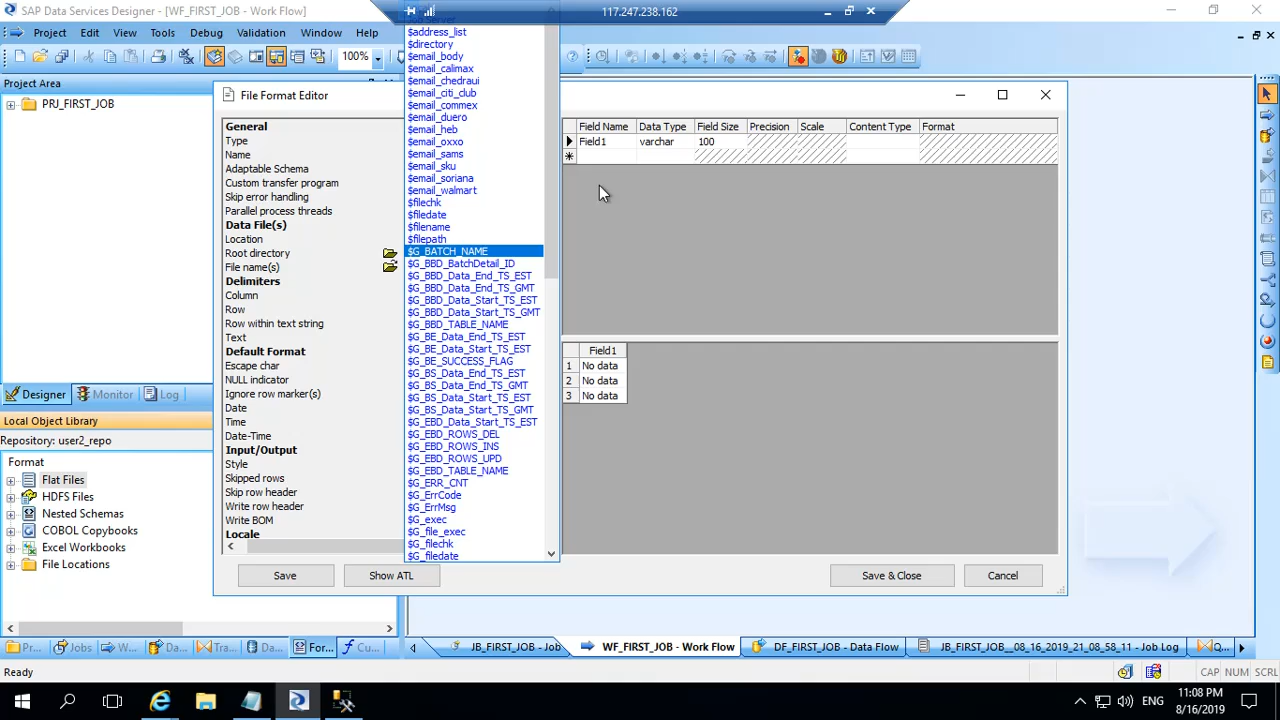 SAP Data Services Designer - [WF_FIRST_JOB - Work Flow]
117.247.238.162
Project Edit View Tools Debug Validation Window Help
100%
Project Area
PRJ_FIRST_JOB
Designer Monitor Log
Local Object Library
Repository: user2_repo
Format
Flat Files
HDFS Files
Nested Schemas
COBOL Copybooks
Excel Workbooks
File Locations
Pr... Jobs W... Da... Tra... Da... For... Cu...
File Format Editor
General
Type
Name
Adaptable Schema
Custom transfer program
Skip error handling
Parallel process threads
Data File(s)
Location
Root directory
File name(s)
Delimiters
Column
Row
Row within text string
Text
Default Format
Escape char
NULL indicator
Ignore row marker(s)
Date
Time
Date-Time
Input/Output
Style
Skipped rows
Skip row header
Write row header
Write BOM
Locale
$address_list
$directory
$email_body
$email_calimax
$email_chedraui
$email_citi_club
$email_commex
$email_duero
$email_heb
$email_oxxo
$email_sams
$email_sku
$email_soriana
$email_walmart
$filechk
$filedate
$filename
$filepath
$G_BATCH_NAME
$G_BBD_BatchDetail_ID
$G_BBD_Data_End_TS_EST
$G_BBD_Data_End_TS_GMT
$G_BBD_Data_Start_TS_EST
$G_BBD_Data_Start_TS_GMT
$G_BBD_TABLE_NAME
$G_BE_Data_End_TS_EST
$G_BE_Data_Start_TS_EST
$G_BE_SUCCESS_FLAG
$G_BS_Data_End_TS_EST
$G_BS_Data_End_TS_GMT
$G_BS_Data_Start_TS_EST
$G_BS_Data_Start_TS_GMT
$G_EBD_Data_Start_TS_EST
$G_EBD_ROWS_DEL
$G_EBD_ROWS_INS
$G_EBD_ROWS_UPD
$G_EBD_TABLE_NAME
$G_ERR_CNT
$G_ErrCode
$G_ErrMsg
$G_exec
$G_file_exec
$G_filechk
$G_filedate
Field Name Data Type Field Size Precision Scale Content Type Format
Field1 varchar 100
Field1
1 No data
2 No data
3 No data
Save Show ATL Save & Close Cancel
JB_FIRST_JOB - Job WF_FIRST_JOB - Work Flow DF_FIRST_JOB - Data Flow JB_FIRST_JOB__08_16_2019_21_08_58_11 - Job Log Q...
Ready CAP NUM SCRL
ENG 11:08 PM
8/16/2019